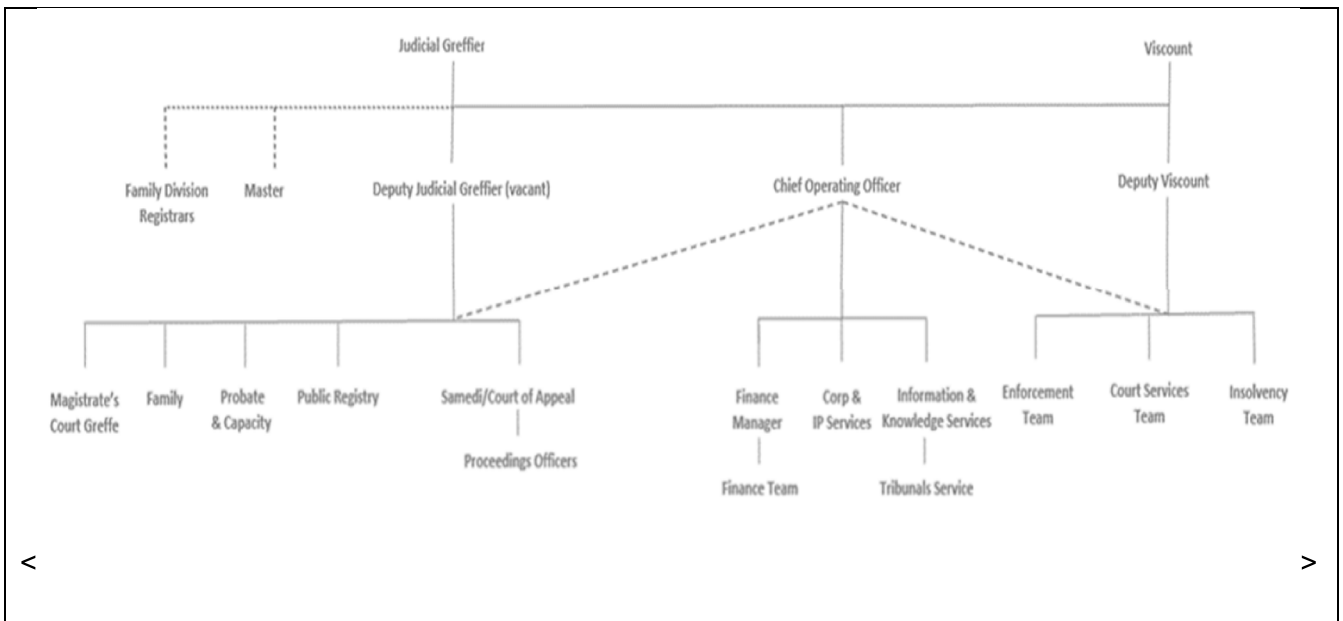 Judicial Greffier
Viscount
Family Division
Registrars
Master
Deputy Judicial Greffier (vacant)
Chief Operating Officer
Deputy Viscount
Magistrate's
Court Greffe
Family
Probate
& Capacity
Public Registry
Samedi/Court of Appeal
Proceedings Officers
Finance
Manager
Finance Team
Corp &
IP Services
Information &
Knowledge Services
Tribunals Service
Enforcement
Team
Court Services
Team
Insolvency
Team
<
>